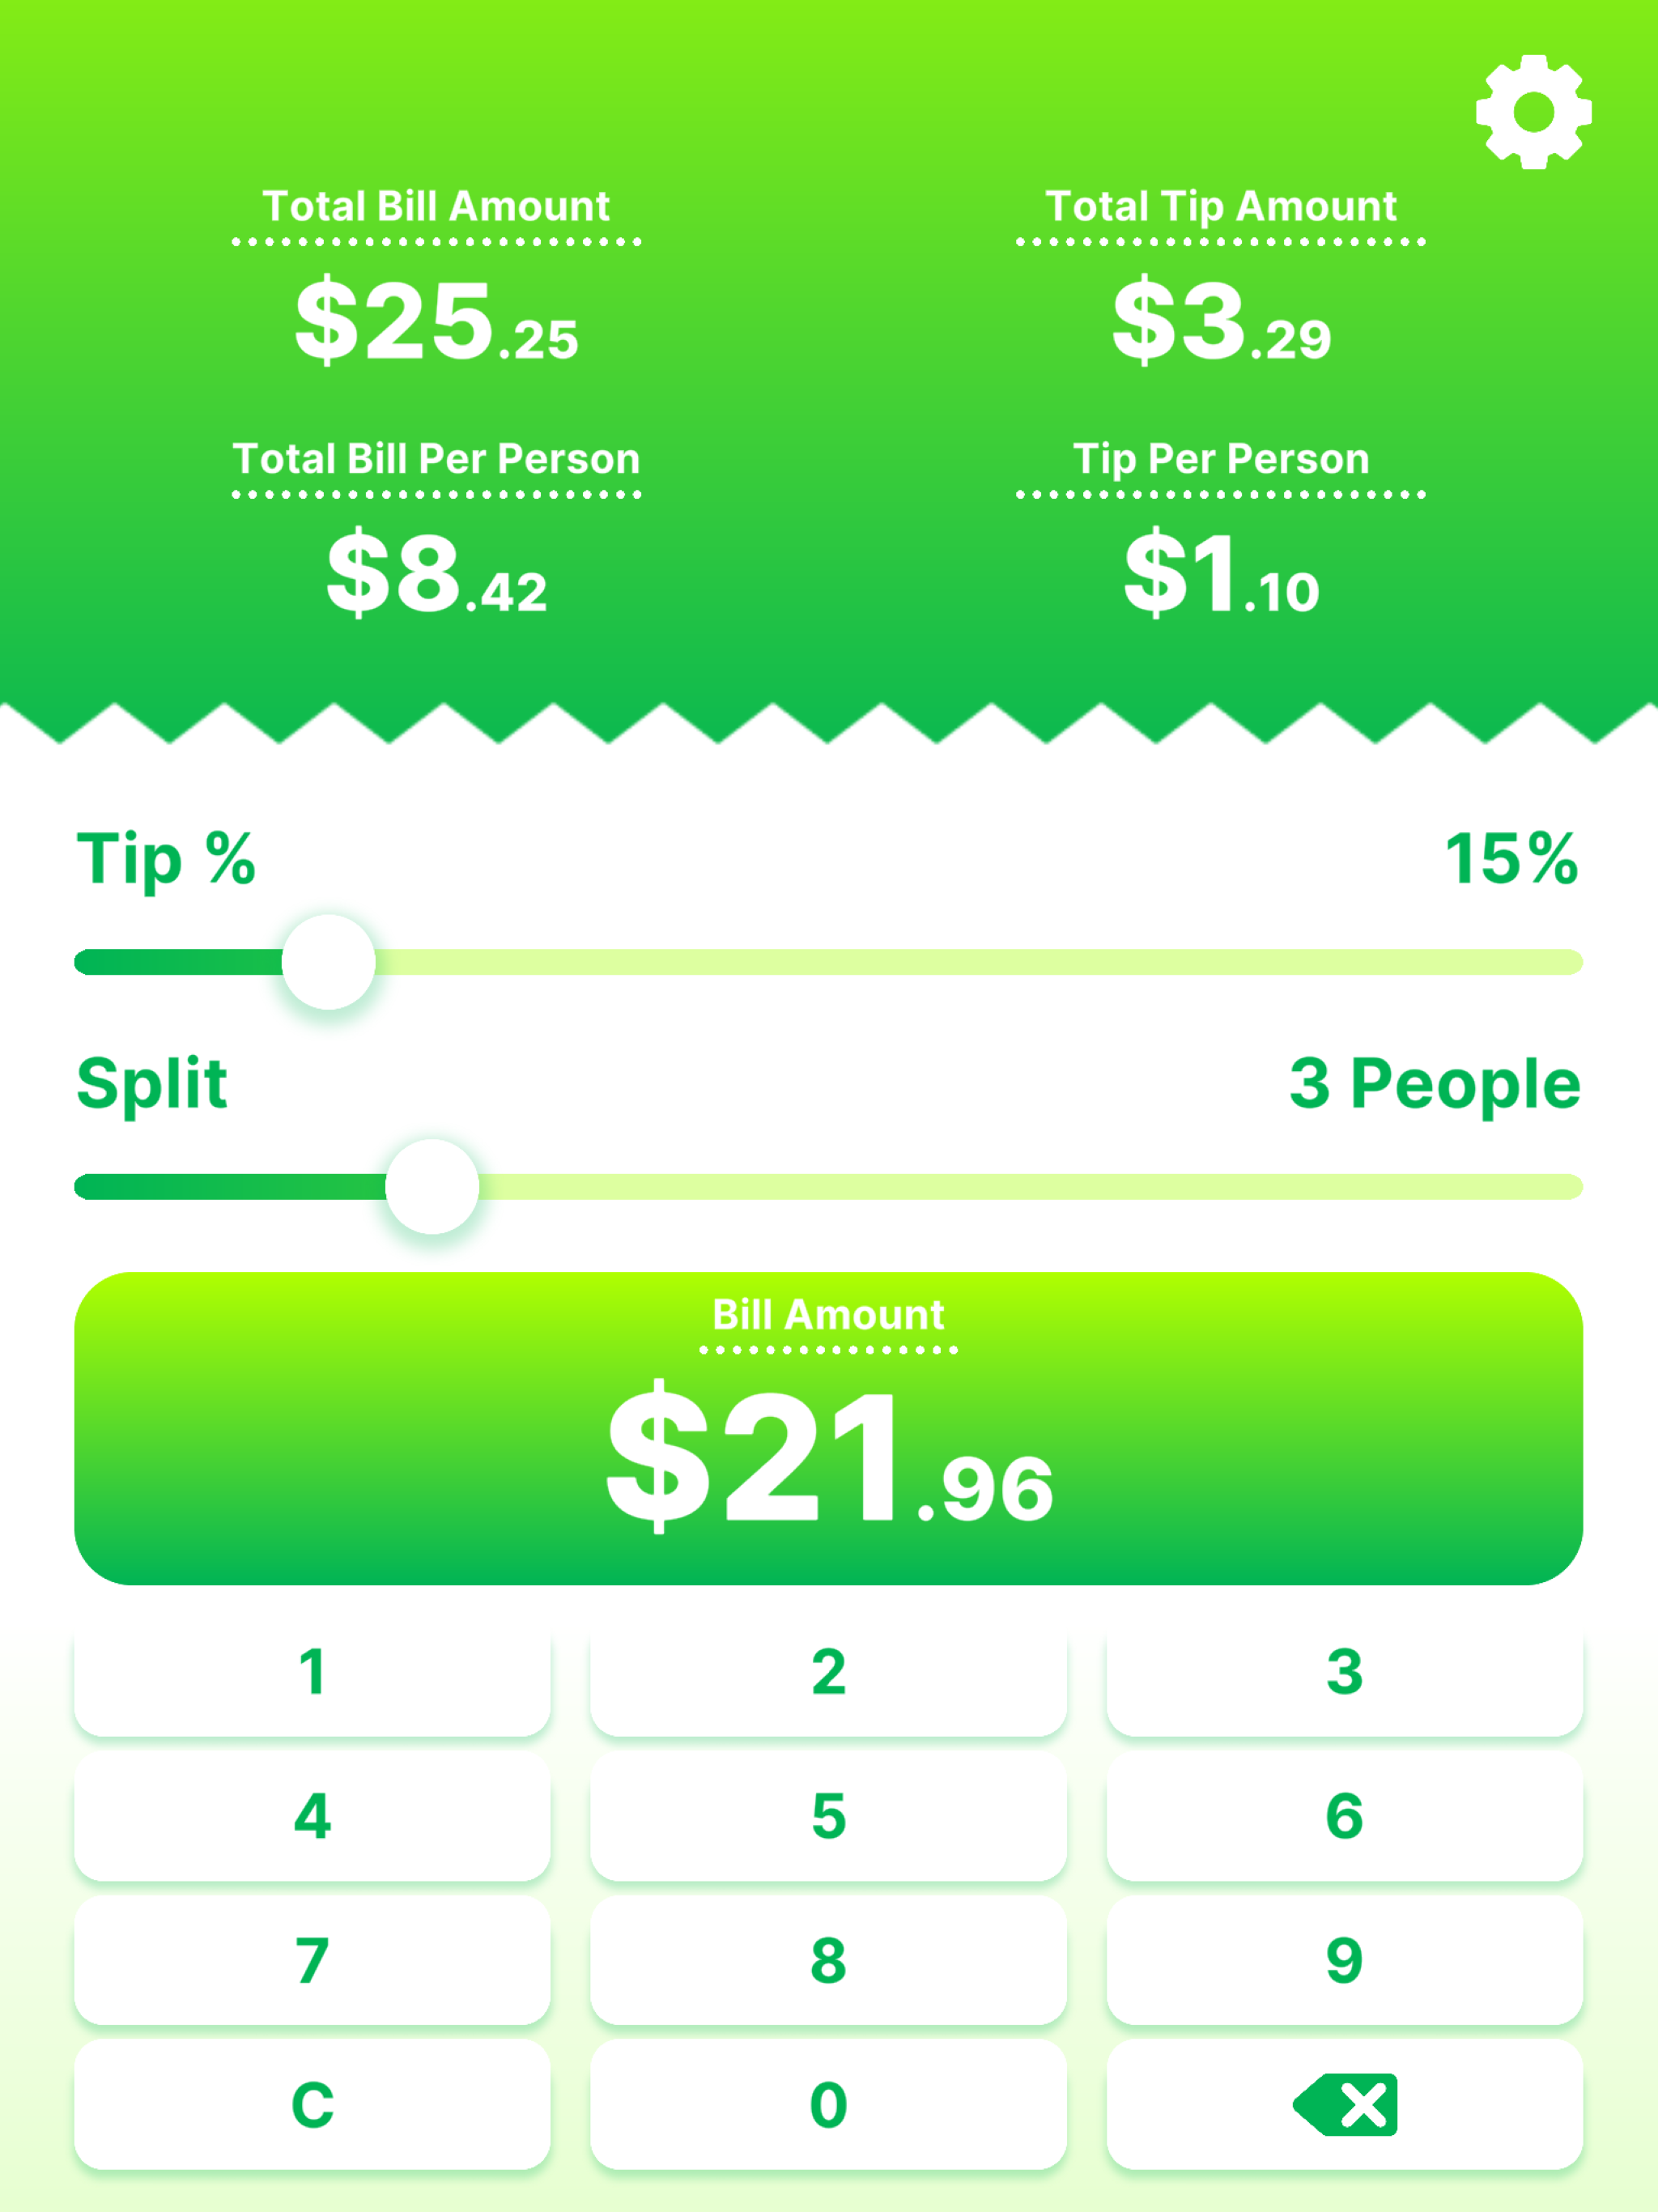 Total Bill Amount
$25.25
Total Tip Amount
$3.29
Total Bill Per Person
$8.42
Tip Per Person
$1.10
Tip %
15%
Split
3 People
Bill Amount
$21.96
1 2 3
4 5 6
7 8 9
C 0